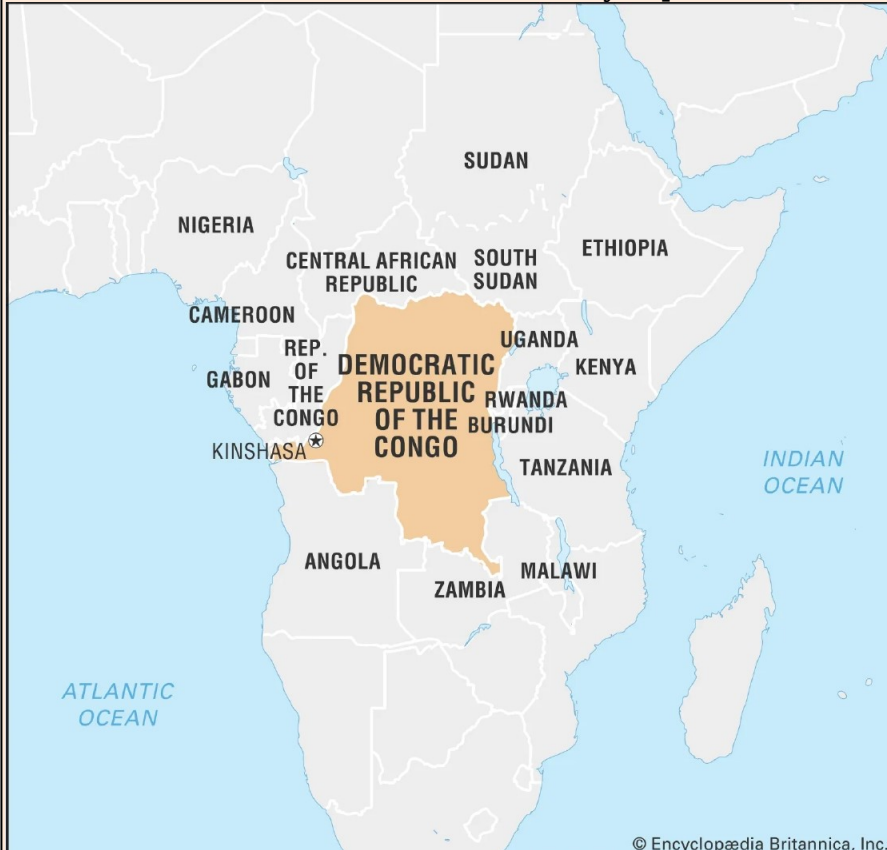 SUDAN
NIGERIA
ETHIOPIA
CENTRAL AFRICAN
REPUBLIC
SOUTH
SUDAN
CAMEROON
UGANDA
REP.
OF
THE
CONGO
DEMOCRATIC
REPUBLIC
OF THE
CONGO
KENYA
GABON
RWANDA
BURUNDI
KINSHASA
TANZANIA
INDIAN
OCEAN
ANGOLA
MALAWI
ZAMBIA
ATLANTIC
OCEAN
© Encyclopædia Britannica, Inc.